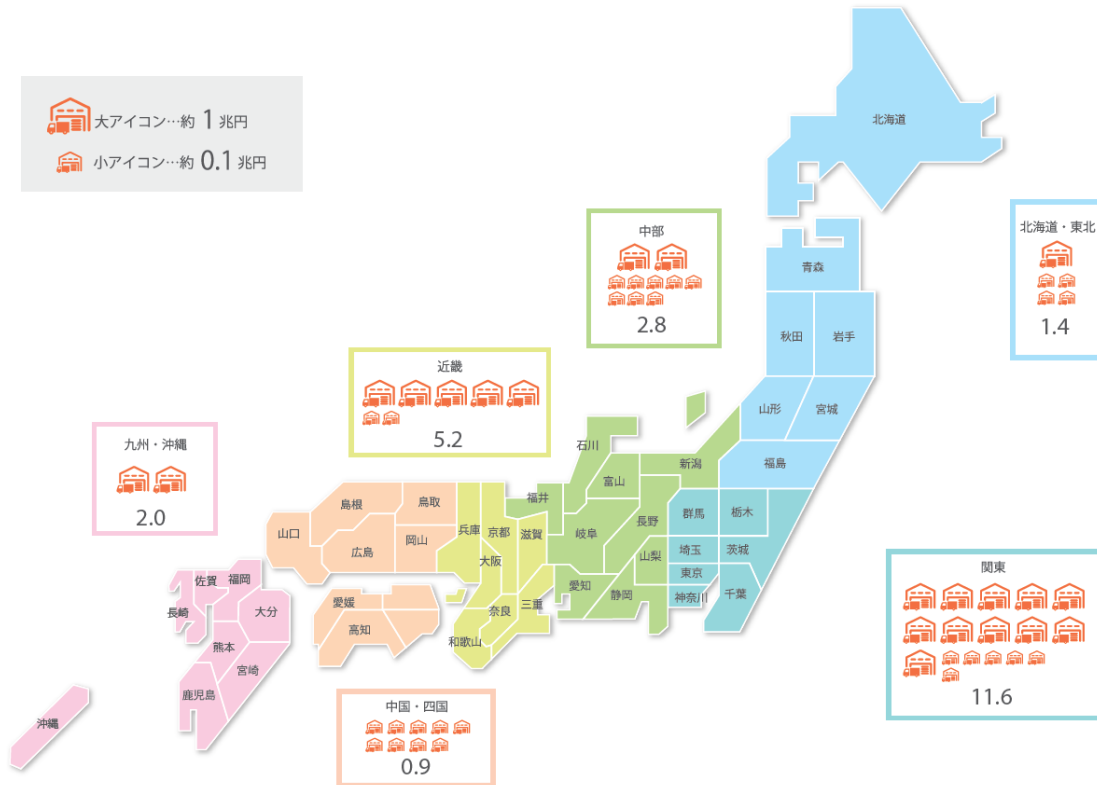 大アイコン…約 1 兆円
小アイコン…約 0.1 兆円
北海道
北海道・東北
1.4
中部
2.8
青森
秋田
岩手
近畿
5.2
山形
宮城
九州・沖縄
2.0
石川
新潟
福島
富山
福井
島根
鳥取
兵庫
京都
滋賀
岐阜
長野
群馬
栃木
山口
広島
岡山
大阪
山梨
埼玉
茨城
東京
関東
11.6
佐賀
福岡
長崎
大分
愛媛
高知
奈良
三重
愛知
静岡
神奈川
千葉
熊本
宮崎
和歌山
鹿児島
沖縄
中国・四国
0.9